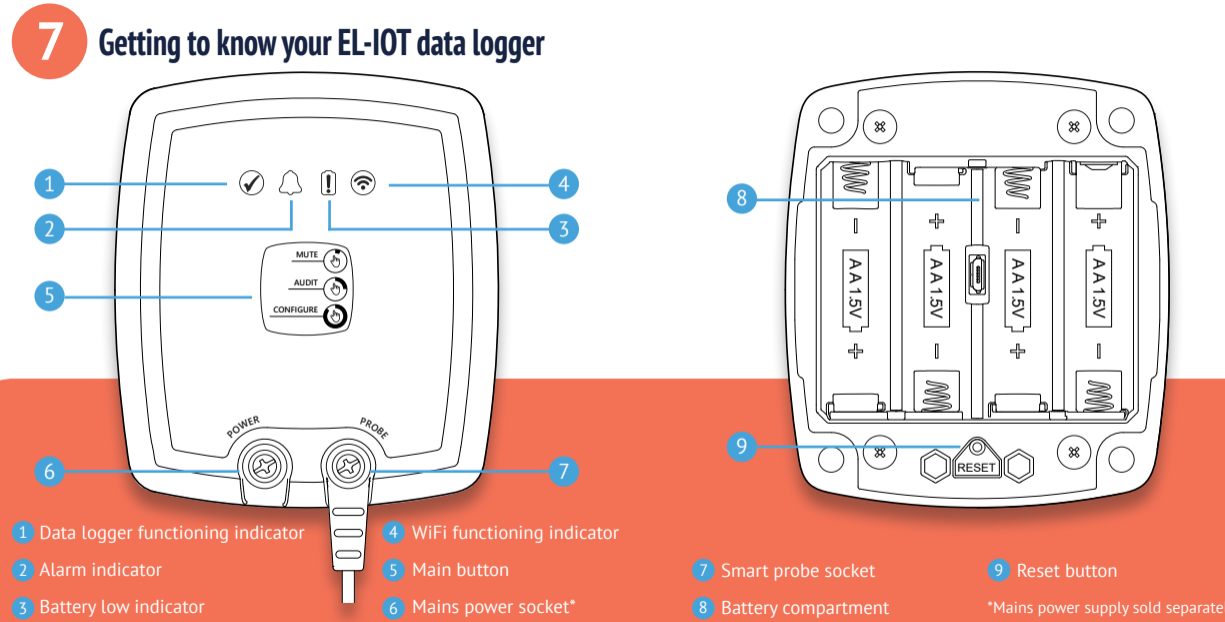 7 Getting to know your EL-IOT data logger
1
2
3
4
5
MUTE
AUDIT
CONFIGURE
POWER
PROBE
6
7
8
− + − +
AA 1.5V AA 1.5V AA 1.5V AA 1.5V
+ − + −
9
RESET
1 Data logger functioning indicator
2 Alarm indicator
3 Battery low indicator
4 WiFi functioning indicator
5 Main button
6 Mains power socket*
7 Smart probe socket
8 Battery compartment
9 Reset button
*Mains power supply sold separate